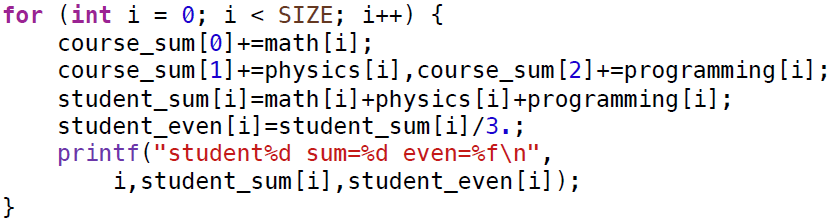 for (int i = 0; i < SIZE; i++) {
    course_sum[0]+=math[i];
    course_sum[1]+=physics[i],course_sum[2]+=programming[i];
    student_sum[i]=math[i]+physics[i]+programming[i];
    student_even[i]=student_sum[i]/3.;
    printf("student%d sum=%d even=%f\n",
        i,student_sum[i],student_even[i]);
}